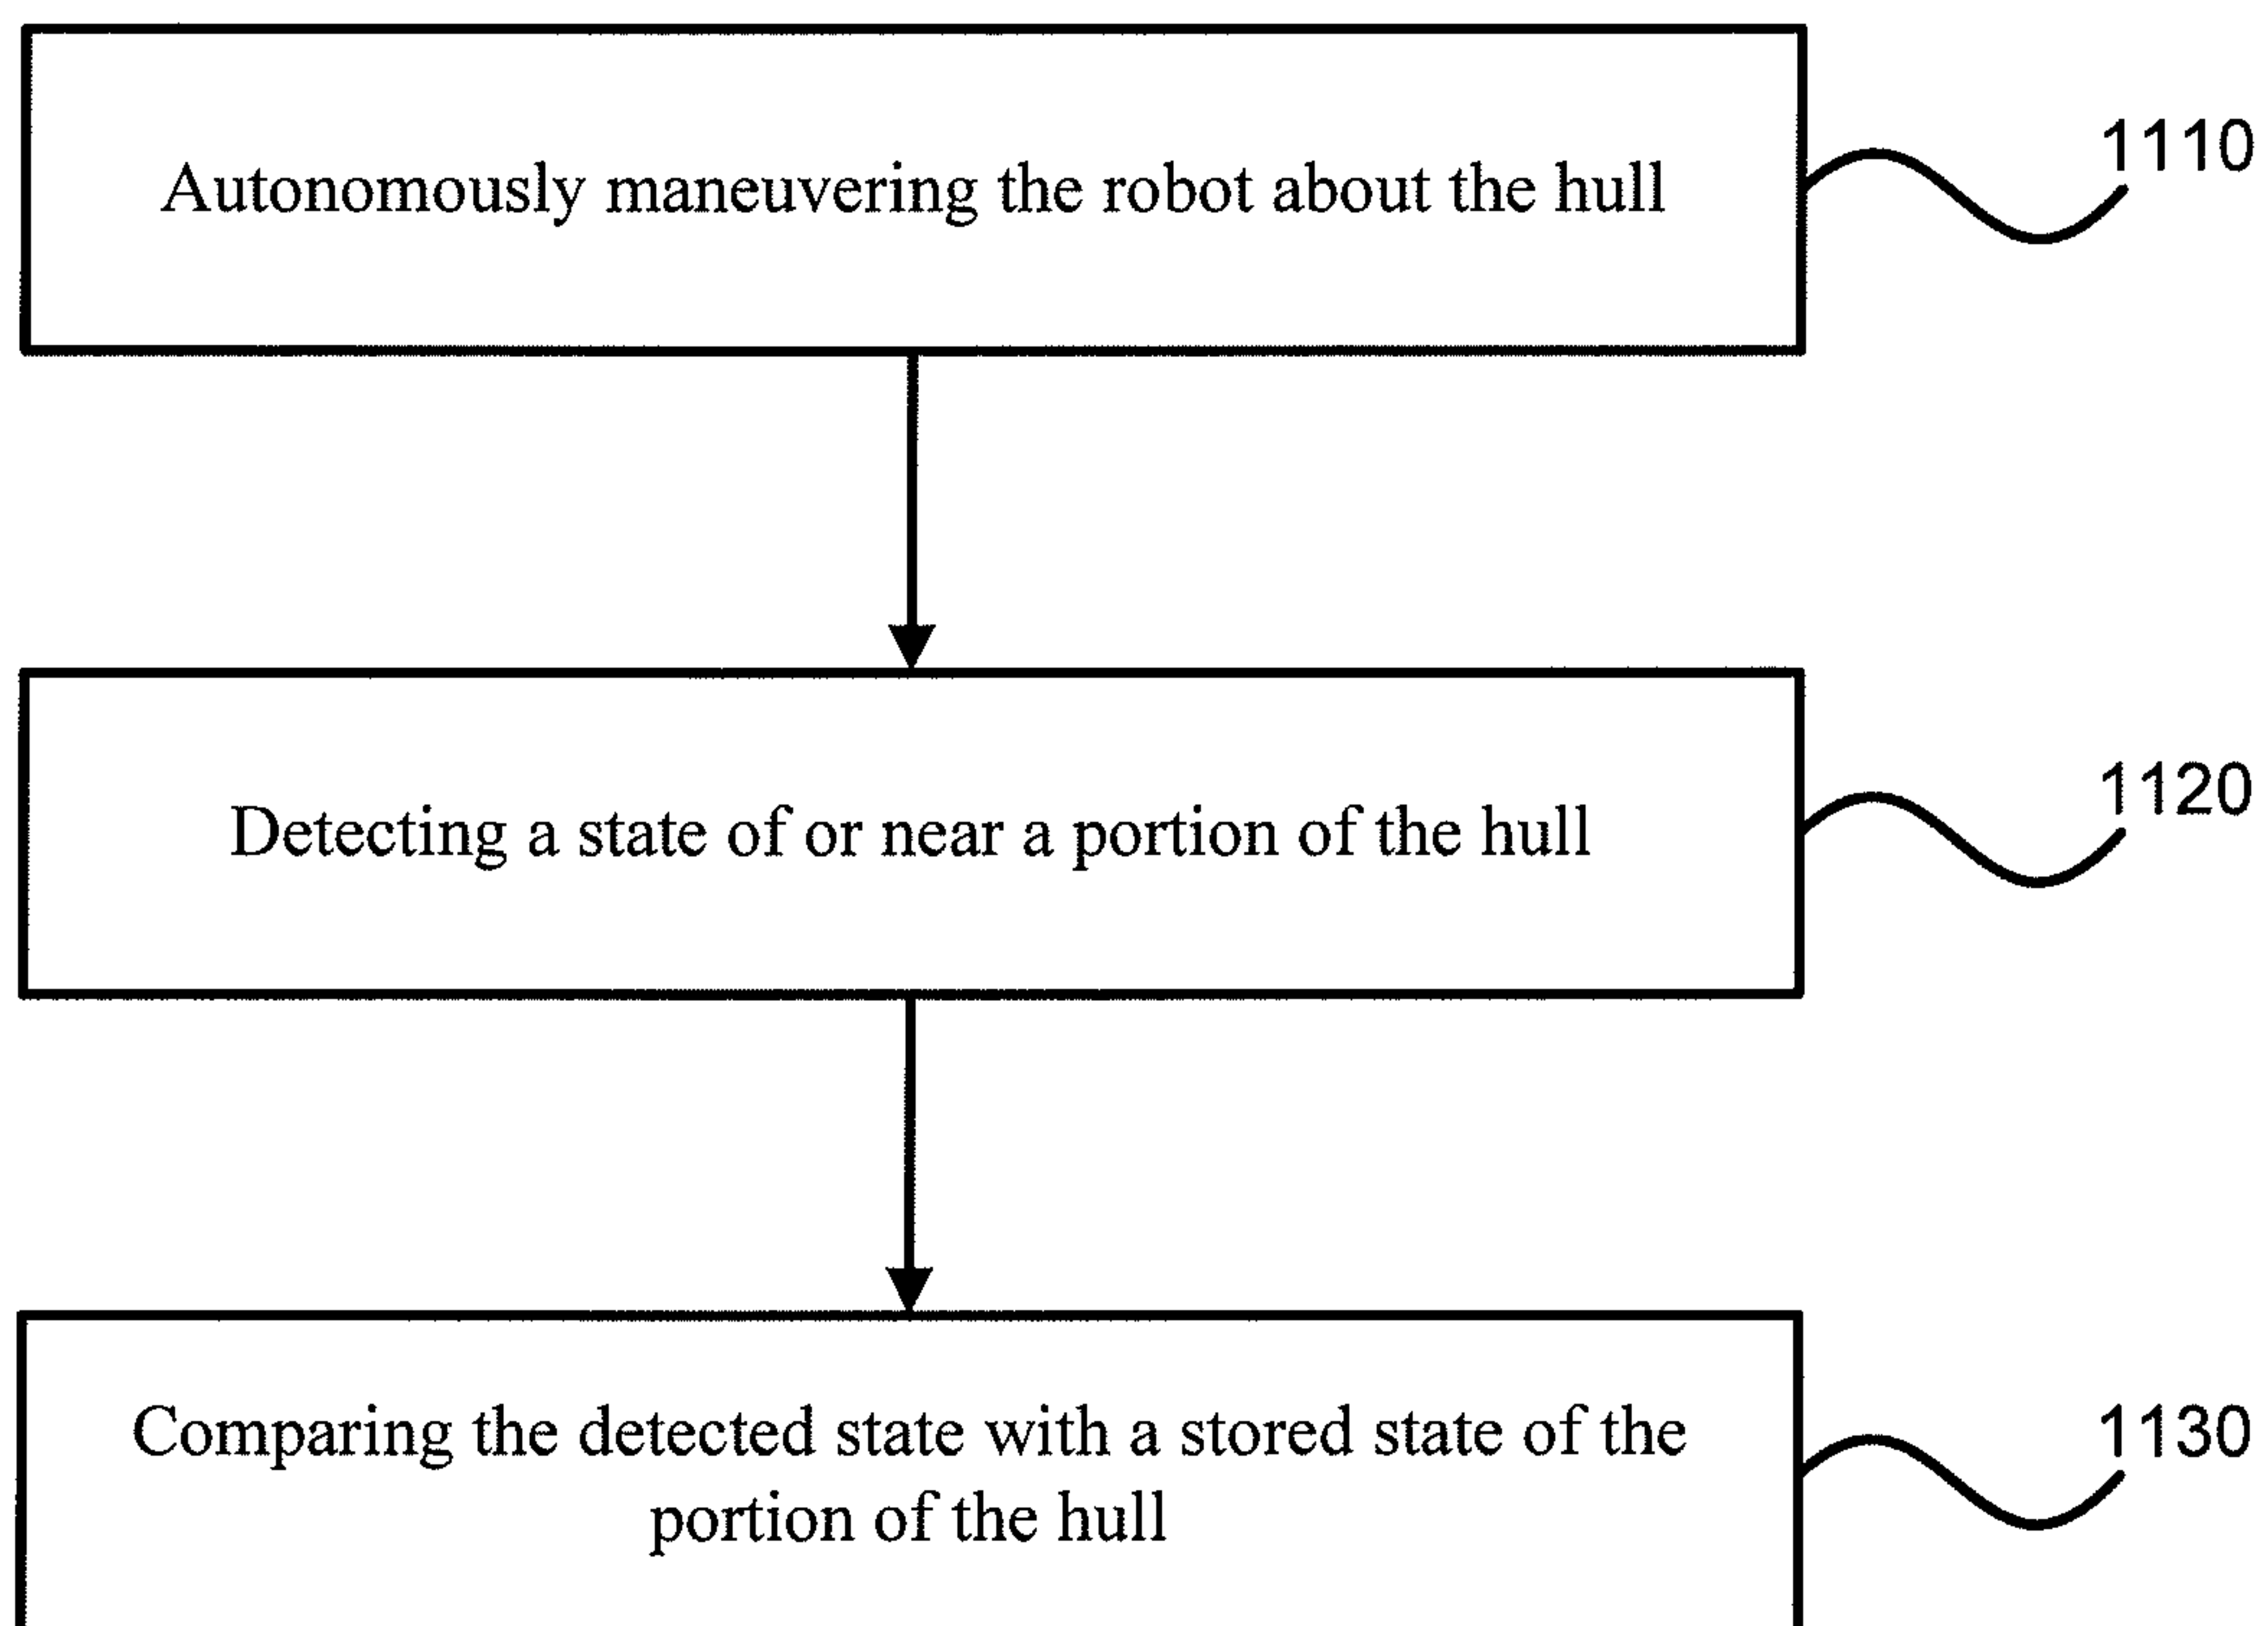 Autonomously maneuvering the robot about the hull
1110
Detecting a state of or near a portion of the hull
1120
Comparing the detected state with a stored state of the
portion of the hull
1130